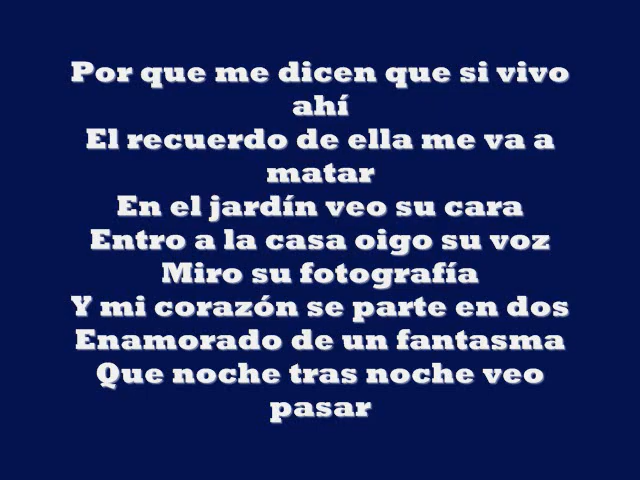 Por que me dicen que si vivo
ahí
El recuerdo de ella me va a
matar
En el jardín veo su cara
Entro a la casa oigo su voz
Miro su fotografía
Y mi corazón se parte en dos
Enamorado de un fantasma
Que noche tras noche veo
pasar